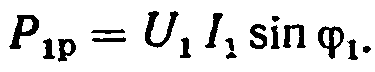 P₁ₚ = U₁ I₁ sin φ₁.